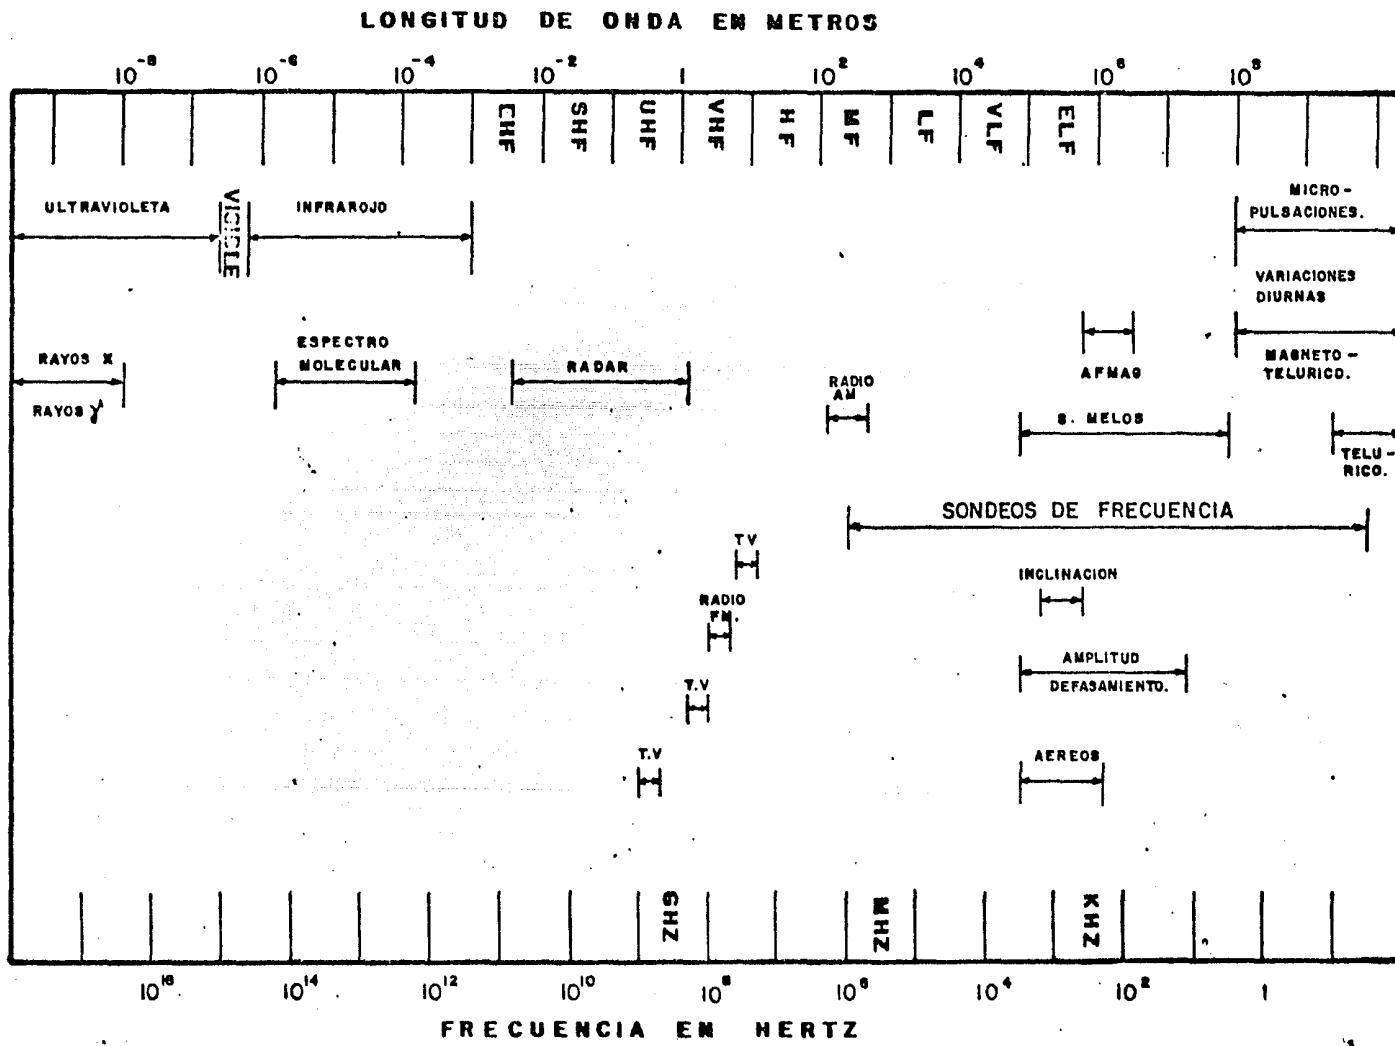 LONGITUD DE ONDA EN METROS
10⁻⁸ 10⁻⁶ 10⁻⁴ 10⁻² 1 10² 10⁴ 10⁶ 10⁸
EHF SHF UHF VHF HF MF LF VLF ELF
ULTRAVIOLETA
VISIBLE
INFRAROJO
MICRO-
PULSACIONES.
VARIACIONES
DIURNAS
RAYOS X
RAYOS γ
ESPECTRO
MOLECULAR
RADAR
RADIO
AM
AFMAG
MAGNETO-
TELURICO.
S. MELOS
TELU-
RICO.
SONDEOS DE FRECUENCIA
TV
INCLINACION
RADIO
FM.
AMPLITUD
DEFASAMIENTO.
T.V
T.V
AEREOS
GHZ MHZ KHZ
10¹⁶ 10¹⁴ 10¹² 10¹⁰ 10⁸ 10⁶ 10⁴ 10² 1
FRECUENCIA EN HERTZ